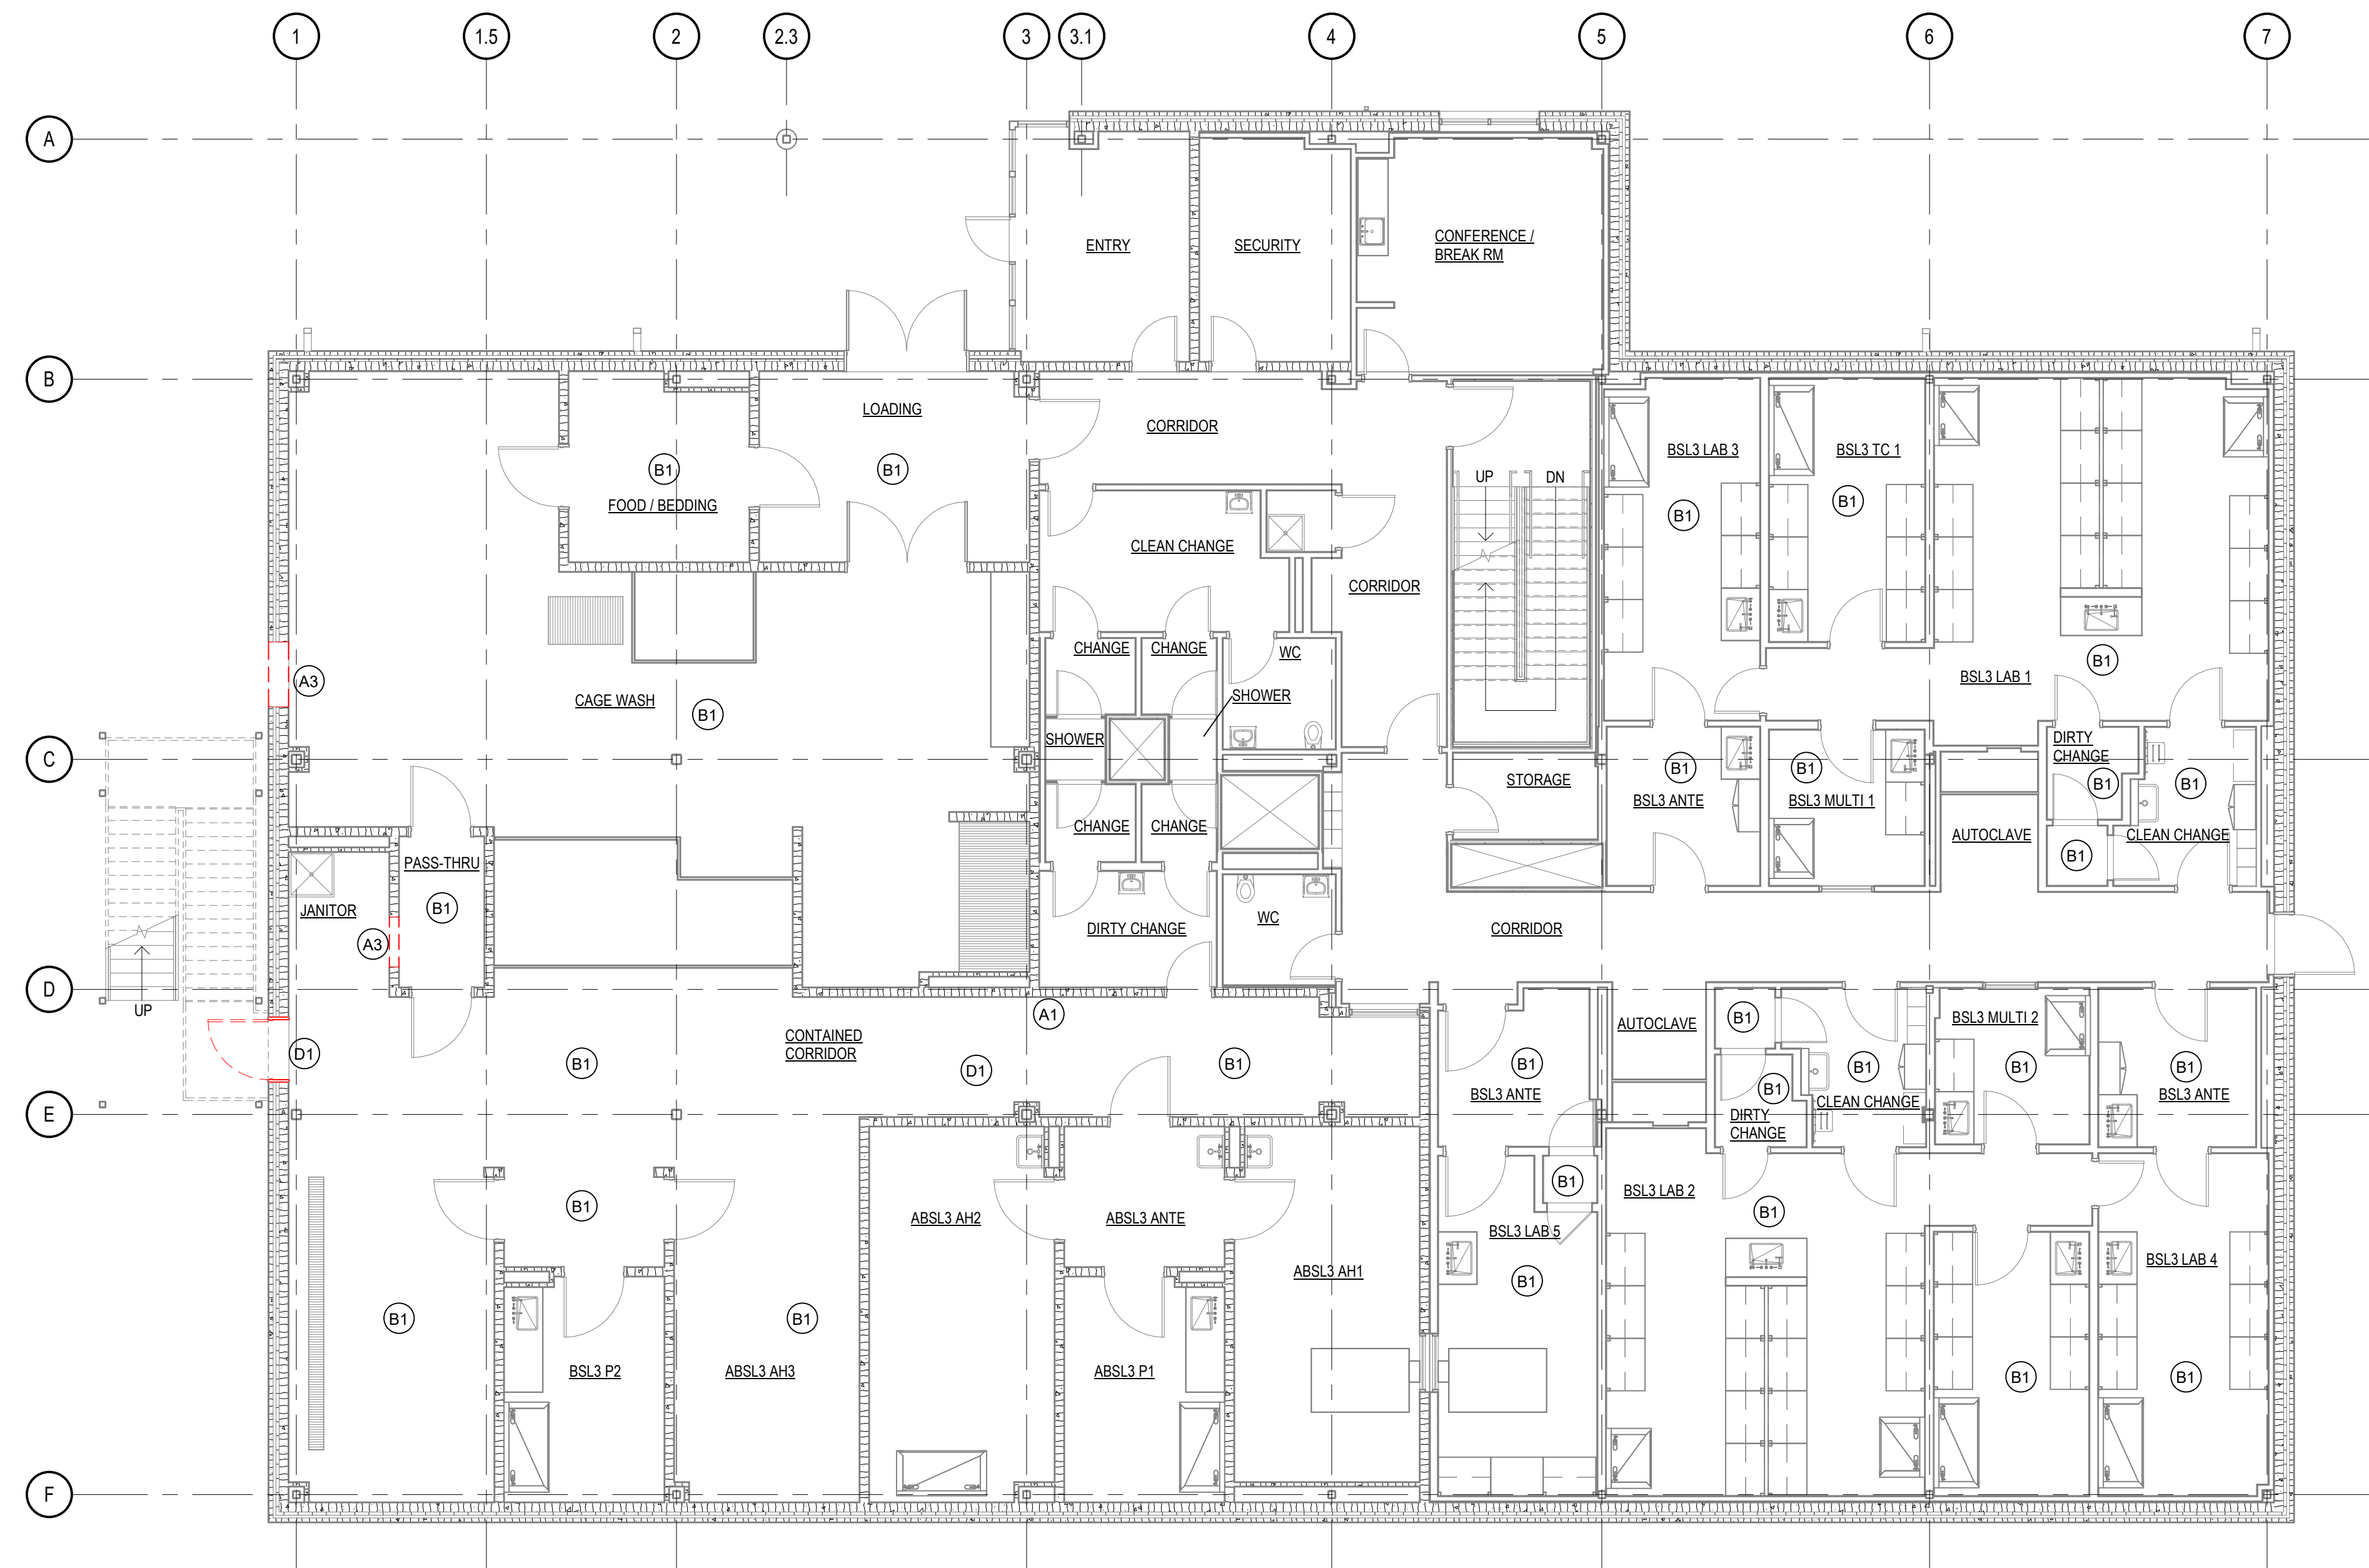 1
1.5
2
2.3
3
3.1
4
5
6
7
A
B
C
D
E
F
ENTRY
SECURITY
CONFERENCE /
BREAK RM
LOADING
B1
CORRIDOR
B1
FOOD / BEDDING
UP
DN
BSL3 LAB 3
B1
BSL3 TC 1
B1
CLEAN CHANGE
CORRIDOR
A3
CAGE WASH
B1
CHANGE
CHANGE
WC
SHOWER
SHOWER
BSL3 LAB 1
B1
CHANGE
CHANGE
STORAGE
B1
BSL3 ANTE
B1
BSL3 MULTI 1
DIRTY
CHANGE
B1
B1
CLEAN CHANGE
AUTOCLAVE
B1
PASS-THRU
B1
JANITOR
A3
UP
DIRTY CHANGE
WC
CORRIDOR
D1
B1
CONTAINED
CORRIDOR
D1
A1
B1
B1
BSL3 ANTE
AUTOCLAVE
B1
B1
DIRTY
CHANGE
B1
CLEAN CHANGE
BSL3 MULTI 2
B1
B1
BSL3 ANTE
B1
B1
BSL3 P2
B1
ABSL3 AH3
ABSL3 AH2
ABSL3 ANTE
ABSL3 P1
ABSL3 AH1
B1
BSL3 LAB 5
B1
BSL3 LAB 2
B1
B1
BSL3 LAB 4
B1